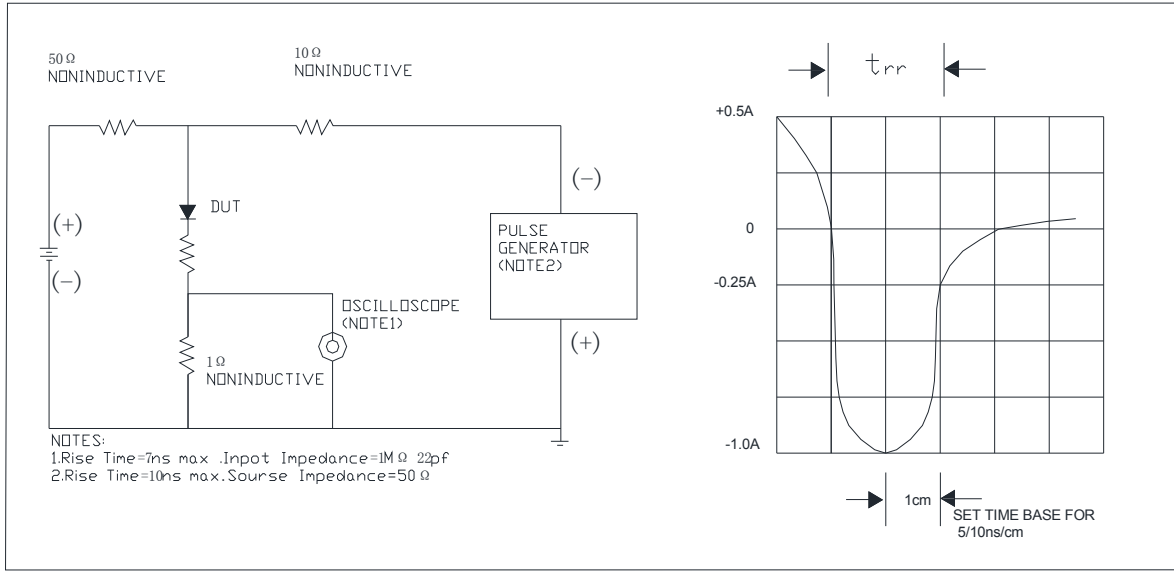 50Ω
NONINDUCTIVE
10Ω
NONINDUCTIVE
(+)
(−)
DUT
1Ω
NONINDUCTIVE
OSCILLOSCOPE
(NOTE1)
(−)
PULSE
GENERATOR
(NOTE2)
(+)
NOTES:
1.Rise Time=7ns max .Inpot Impedance=1MΩ 22pf
2.Rise Time=10ns max.Sourse Impedance=50Ω
trr
+0.5A
0
-0.25A
-1.0A
1cm
SET TIME BASE FOR
5/10ns/cm